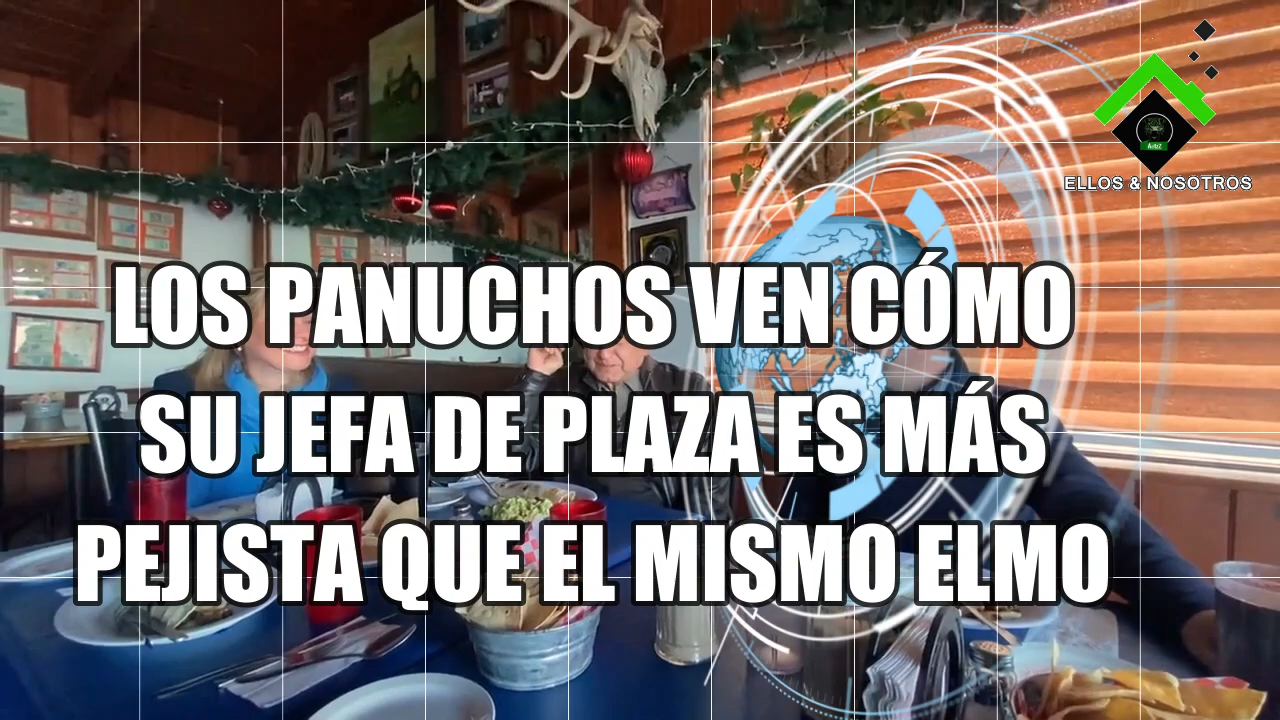 ELLOS & NOSOTROS
LOS PANUCHOS VEN CÓMO
SU JEFA DE PLAZA ES MÁS
PEJISTA QUE EL MISMO ELMO